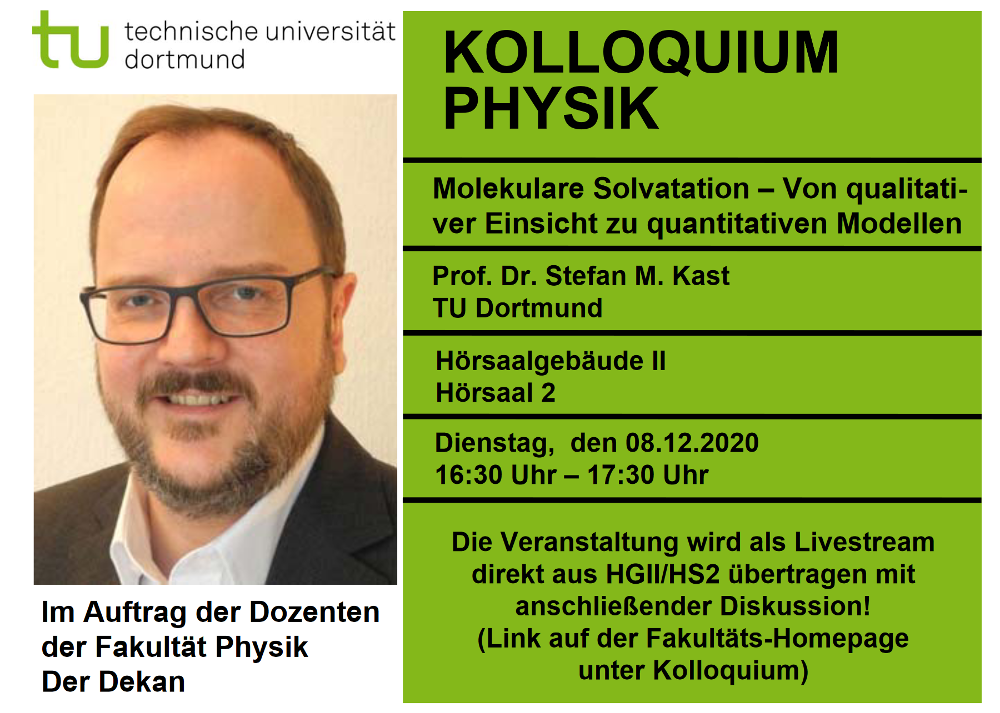 technische universität
dortmund
KOLLOQUIUM
PHYSIK
Molekulare Solvatation – Von qualitati-
ver Einsicht zu quantitativen Modellen
Prof. Dr. Stefan M. Kast
TU Dortmund
Hörsaalgebäude II
Hörsaal 2
Dienstag,  den 08.12.2020
16:30 Uhr – 17:30 Uhr
Die Veranstaltung wird als Livestream
direkt aus HGII/HS2 übertragen mit
anschließender Diskussion!
(Link auf der Fakultäts-Homepage
unter Kolloquium)
Im Auftrag der Dozenten
der Fakultät Physik
Der Dekan